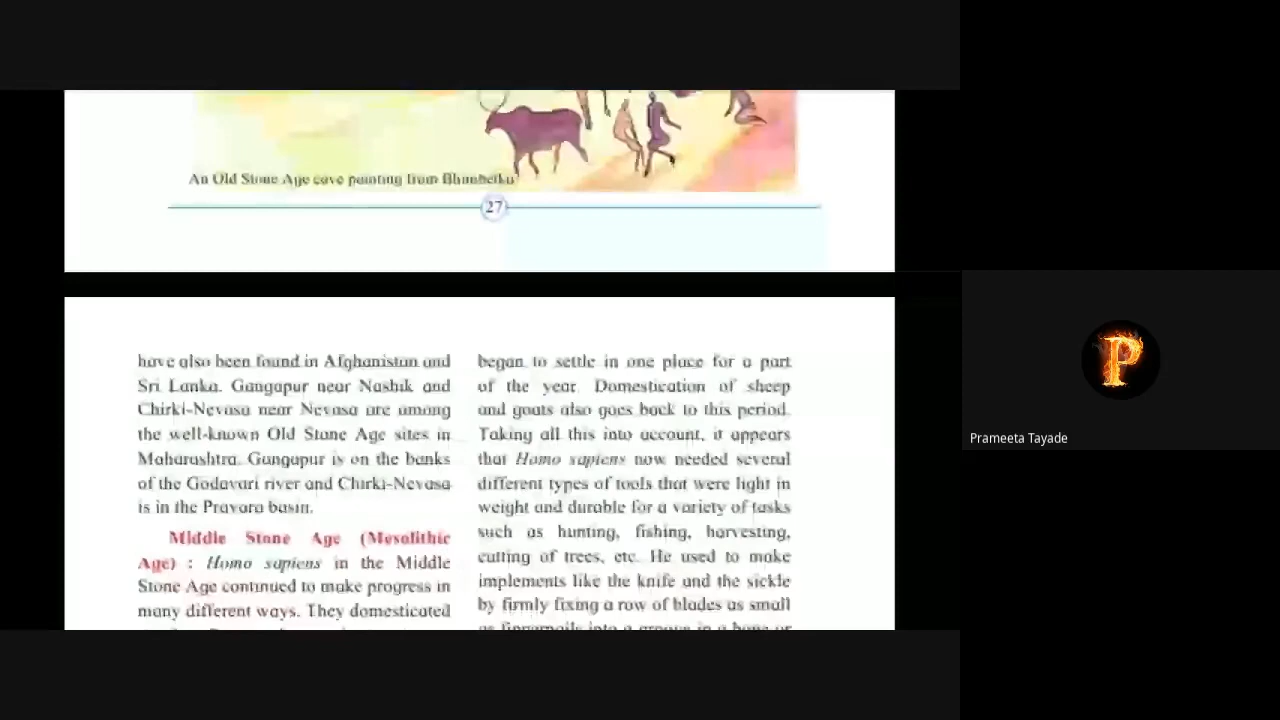 An Old Stone Age cave painting from Bhimbetka
27
have also been found in Afghanistan and
Sri Lanka. Gangapur near Nashik and
Chirki-Nevasa near Nevasa are among
the well-known Old Stone Age sites in
Maharashtra. Gangapur is on the banks
of the Godavari river and Chirki-Nevasa
is in the Pravara basin.
Middle Stone Age (Mesolithic
Age) : Homo sapiens in the Middle
Stone Age continued to make progress in
many different ways. They domesticated
began to settle in one place for a part
of the year. Domestication of sheep
and goats also goes back to this period.
Taking all this into account, it appears
that Homo sapiens now needed several
different types of tools that were light in
weight and durable for a variety of tasks
such as hunting, fishing, harvesting,
cutting of trees, etc. He used to make
implements like the knife and the sickle
by firmly fixing a row of blades as small
as fingernails into a groove in a bone or
P
Prameeta Tayade